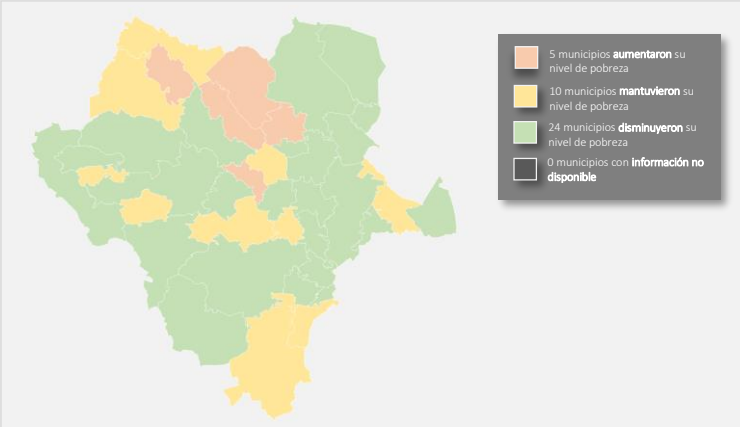 5 municipios aumentaron su
nivel de pobreza
10 municipios mantuvieron su
nivel de pobreza
24 municipios disminuyeron su
nivel de pobreza
0 municipios con información no
disponible